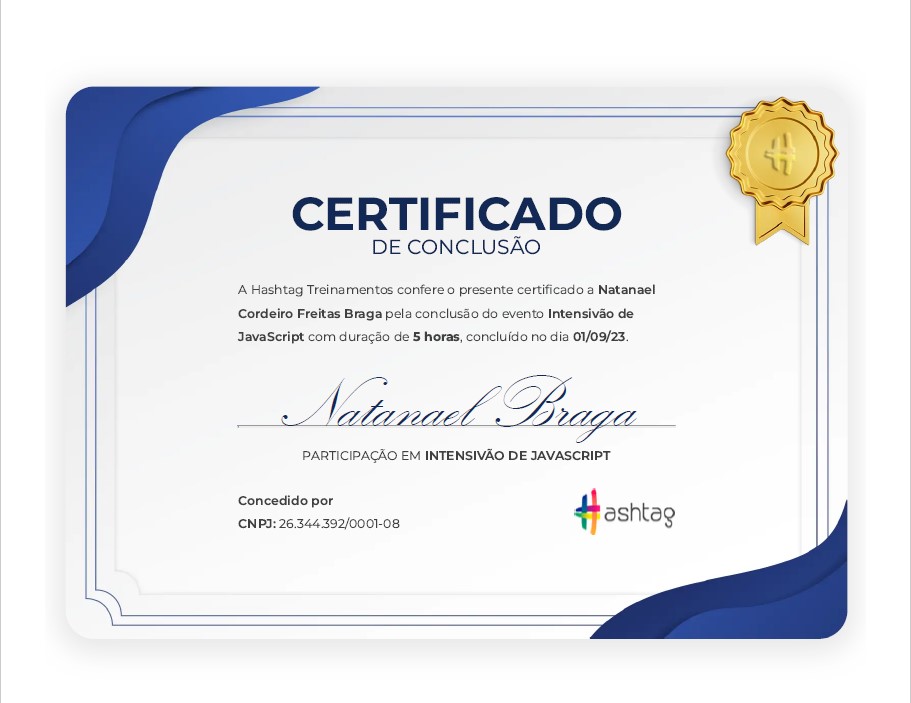 CERTIFICADO
DE CONCLUSÃO
A Hashtag Treinamentos confere o presente certificado a Natanael
Cordeiro Freitas Braga pela conclusão do evento Intensivão de
JavaScript com duração de 5 horas, concluído no dia 01/09/23.
Natanael Braga
PARTICIPAÇÃO EM INTENSIVÃO DE JAVASCRIPT
Concedido por
CNPJ: 26.344.392/0001-08
Hashtag